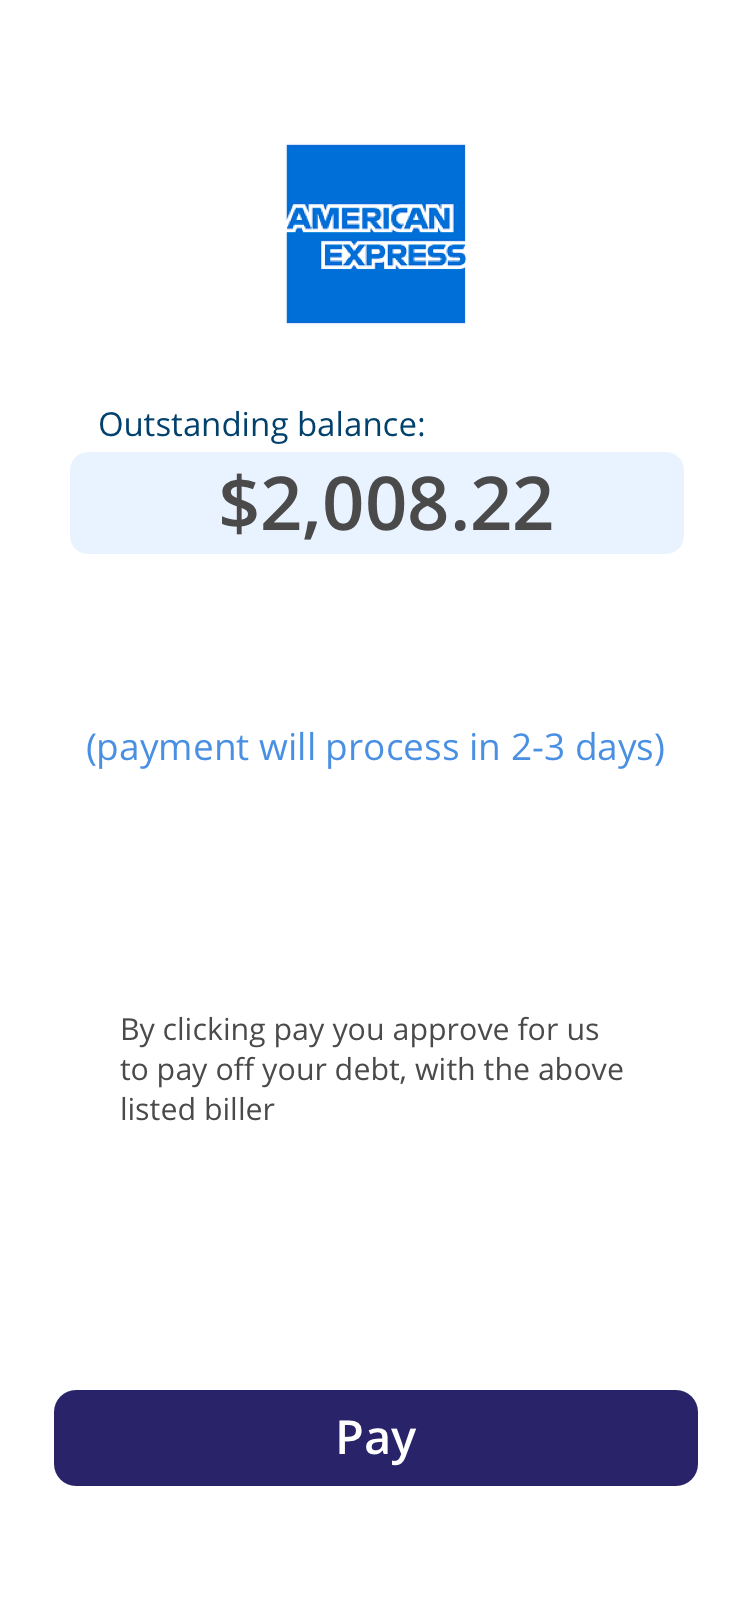 AMERICAN
EXPRESS
Outstanding balance:
$2,008.22
(payment will process in 2-3 days)
By clicking pay you approve for us
to pay off your debt, with the above
listed biller
Pay